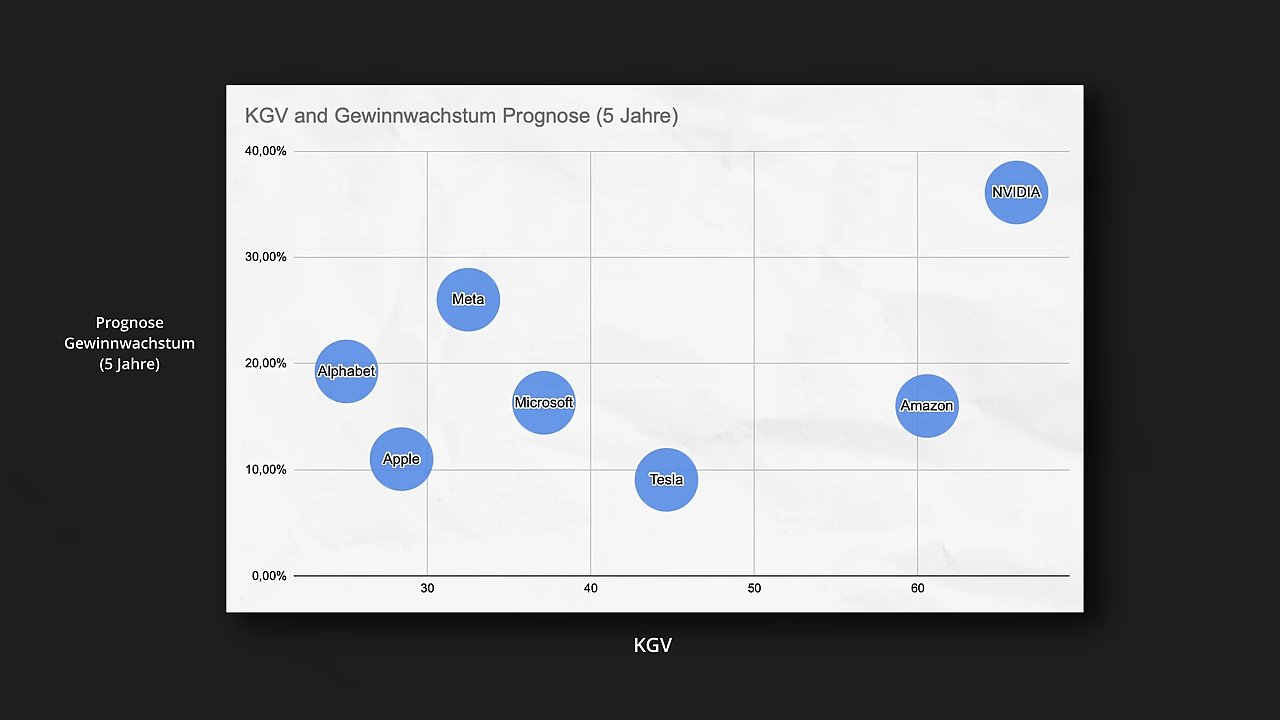 KGV and Gewinnwachstum Prognose (5 Jahre)
40,00%
NVIDIA
30,00%
Meta
Prognose
Gewinnwachstum
(5 Jahre)
20,00%
Alphabet
Microsoft
Amazon
Apple
10,00%
Tesla
0,00%
30
40
50
60
KGV